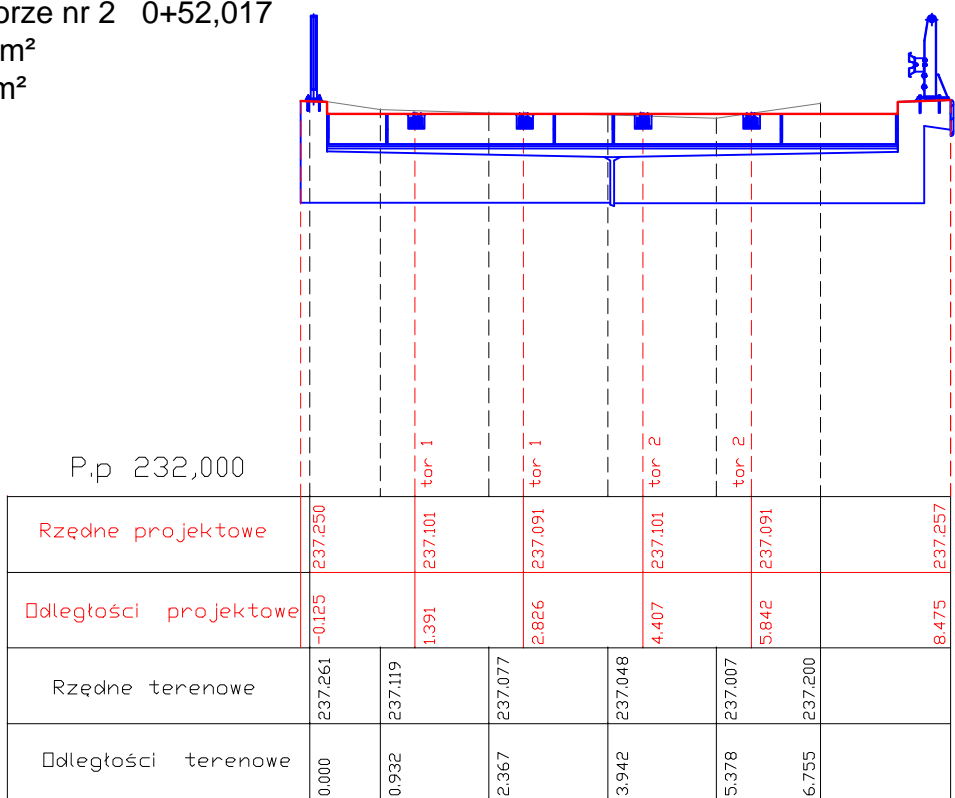 orze nr 2 0+52,017
m²
m²
tor 1
tor 1
tor 2
tor 2
P.p 232,000
Rzędne projektowe 237.250 237.101 237.091 237.101 237.091 237.257
Odległości projektowe -0.125 1.391 2.826 4.407 5.842 8.475
Rzędne terenowe 237.261 237.119 237.077 237.048 237.007 237.200
Odległości terenowe 0.000 0.932 2.367 3.942 5.378 6.755